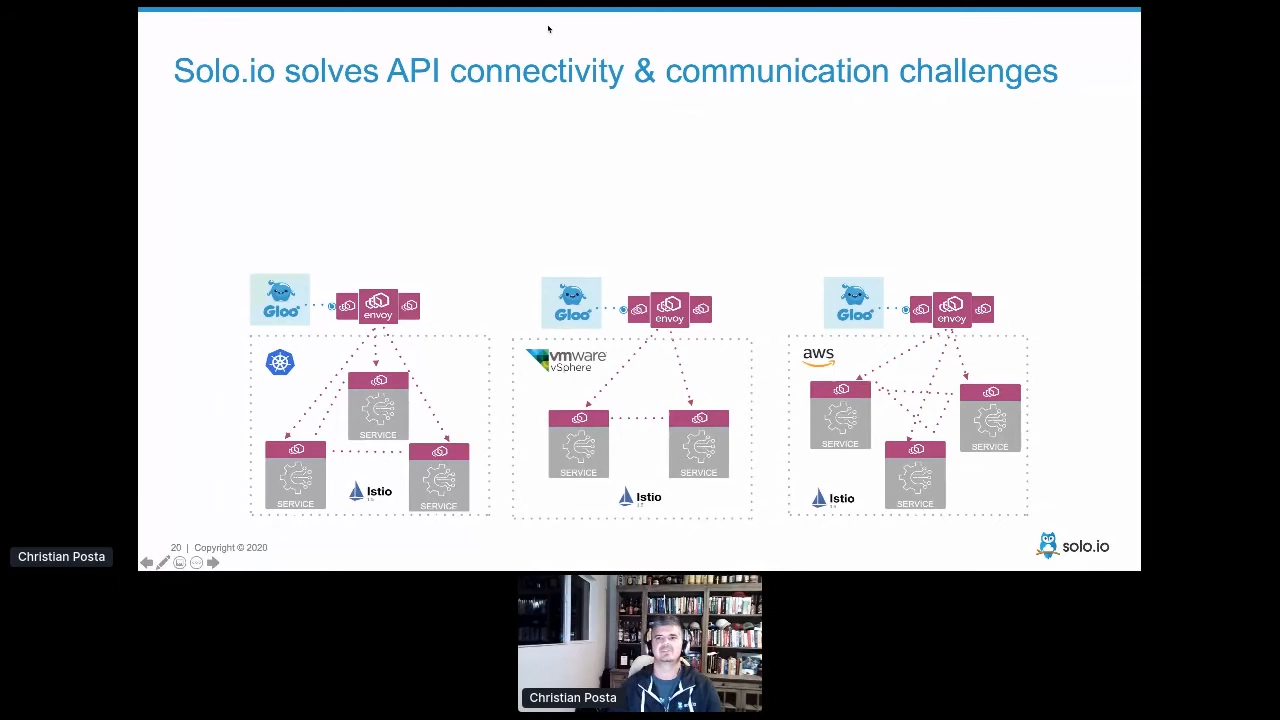 Solo.io solves API connectivity & communication challenges
Gloo
envoy
Gloo
envoy
Gloo
envoy
vmware
vSphere
aws
SERVICE
SERVICE
SERVICE
Istio
SERVICE
SERVICE
Istio
SERVICE
SERVICE
SERVICE
Istio
20 | Copyright © 2020
solo.io
Christian Posta
Christian Posta